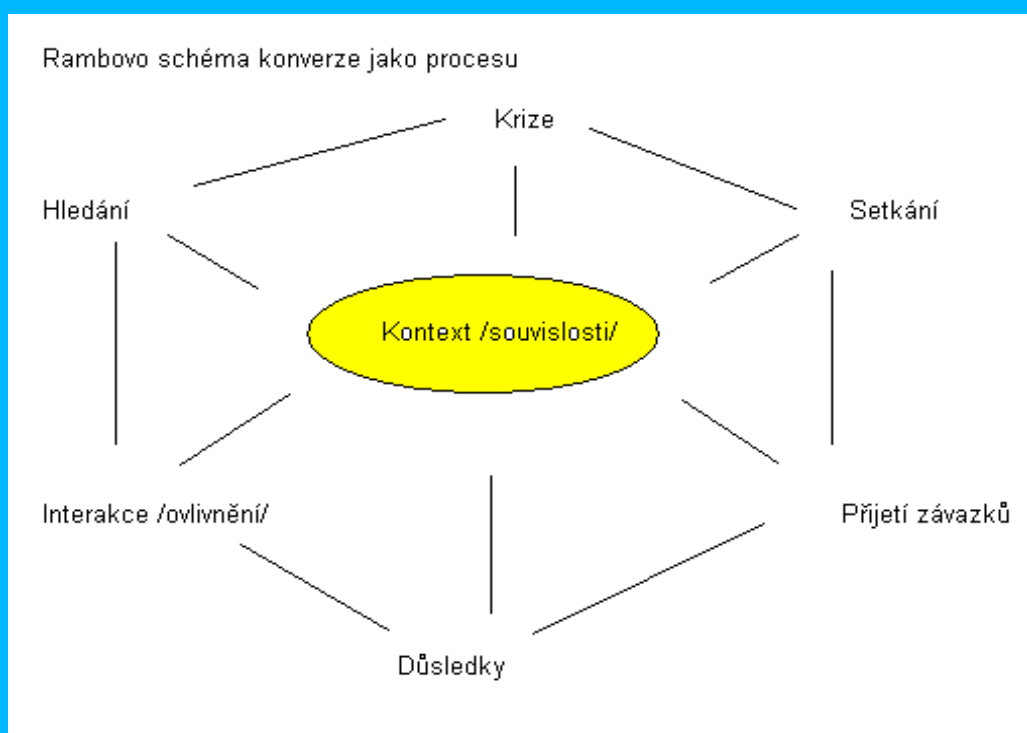 Rambovo schéma konverze jako procesu
Krize
Hledání
Setkání
Kontext /souvislosti/
Interakce /ovlivnění/
Přijetí závazků
Důsledky